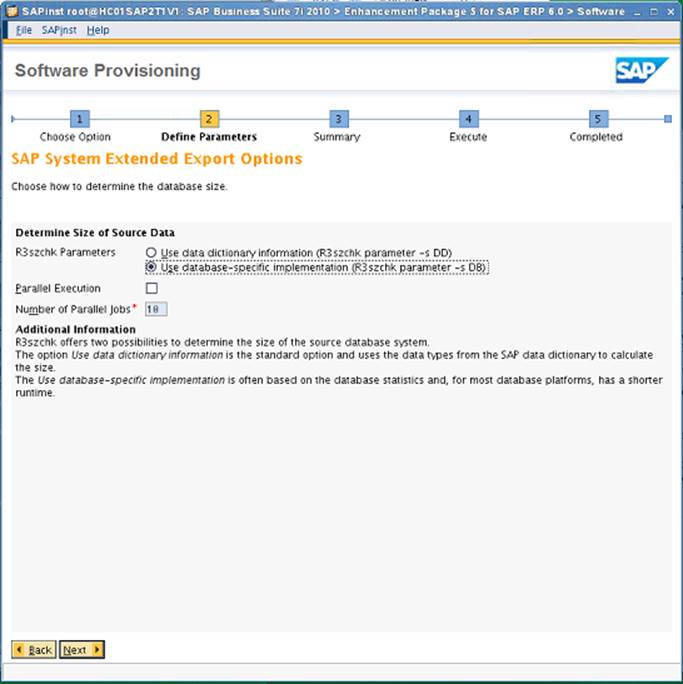 SAPinst root@HC01SAP2T1V1: SAP Business Suite 7i 2010 > Enhancement Package 5 for SAP ERP 6.0 > Software
File SAPinst Help
Software Provisioning
SAP
1 2 3 4 5
Choose Option Define Parameters Summary Execute Completed
SAP System Extended Export Options
Choose how to determine the database size.
Determine Size of Source Data
R3szchk Parameters Use data dictionary information (R3szchk parameter -s DD)
Use database-specific implementation (R3szchk parameter -s DB)
Parallel Execution
Number of Parallel Jobs* 10
Additional Information
R3szchk offers two possibilities to determine the size of the source database system.
The option Use data dictionary information is the standard option and uses the data types from the SAP data dictionary to calculate
the size.
The Use database-specific implementation is often based on the database statistics and, for most database platforms, has a shorter
runtime.
Back Next